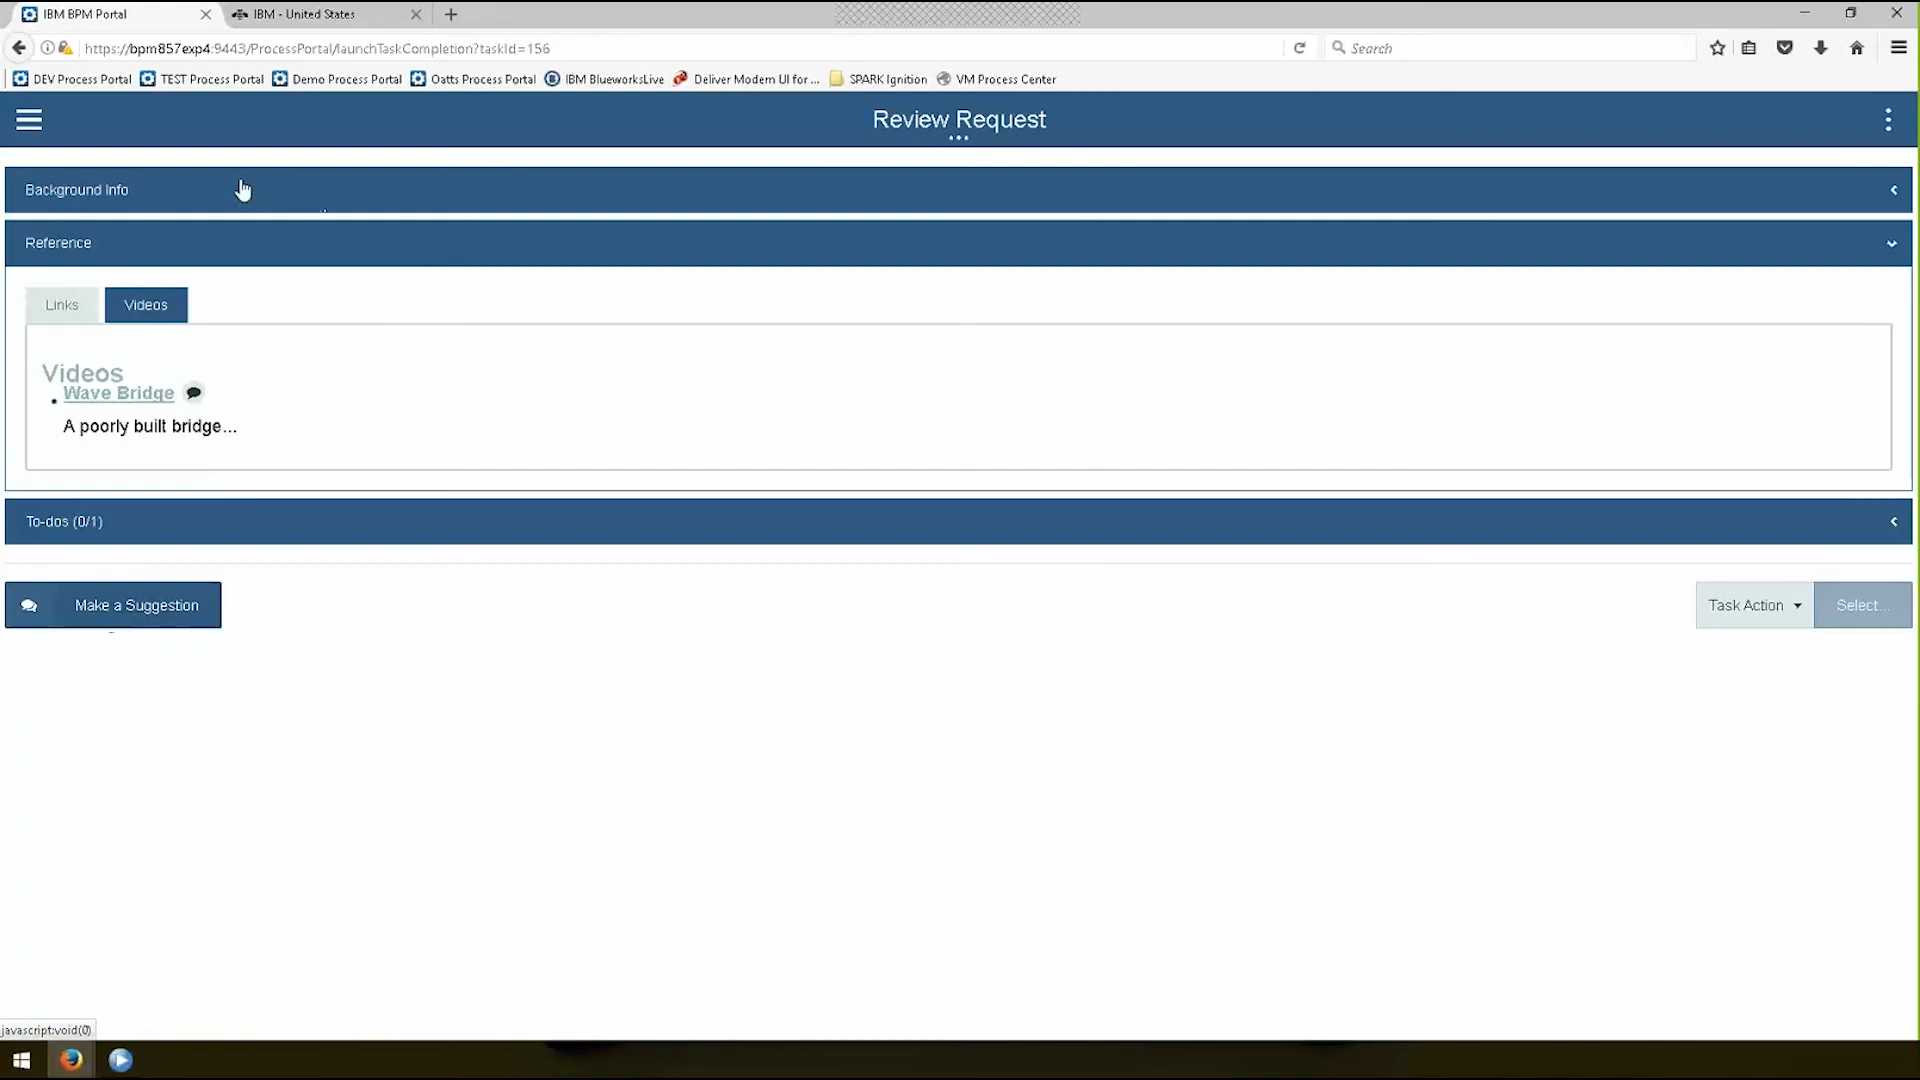 IBM BPM Portal
IBM - United States
https://bpm857exp4:9443/ProcessPortal/launchTaskCompletion?taskId=156
Search
DEV Process Portal TEST Process Portal Demo Process Portal Oatts Process Portal IBM BlueworksLive Deliver Modern UI for ... SPARK Ignition VM Process Center
Review Request
Background Info
Reference
Links Videos
Videos
Wave Bridge
A poorly built bridge...
To-dos (0/1)
Make a Suggestion
Task Action Select...
javascript:void(0)